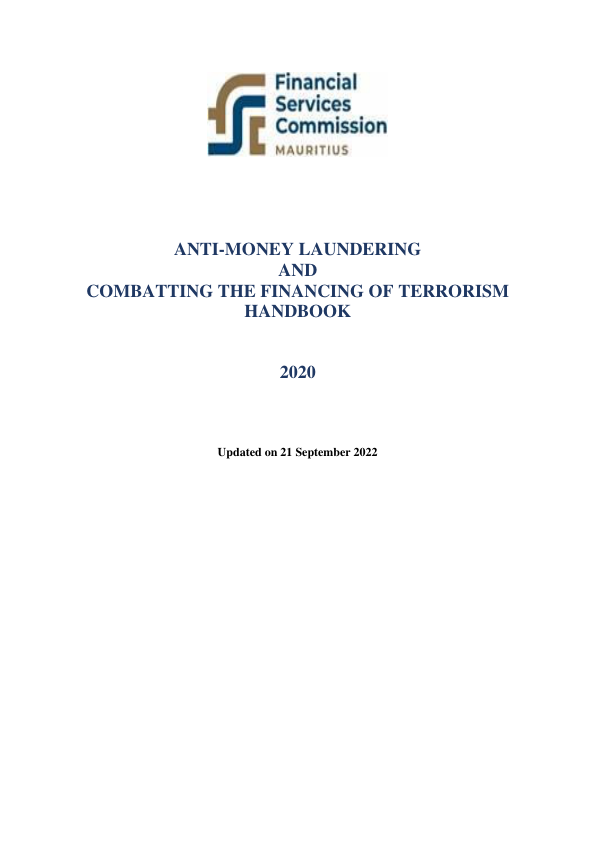 Financial
Services
Commission
MAURITIUS
ANTI-MONEY LAUNDERING
AND
COMBATTING THE FINANCING OF TERRORISM
HANDBOOK
2020
Updated on 21 September 2022